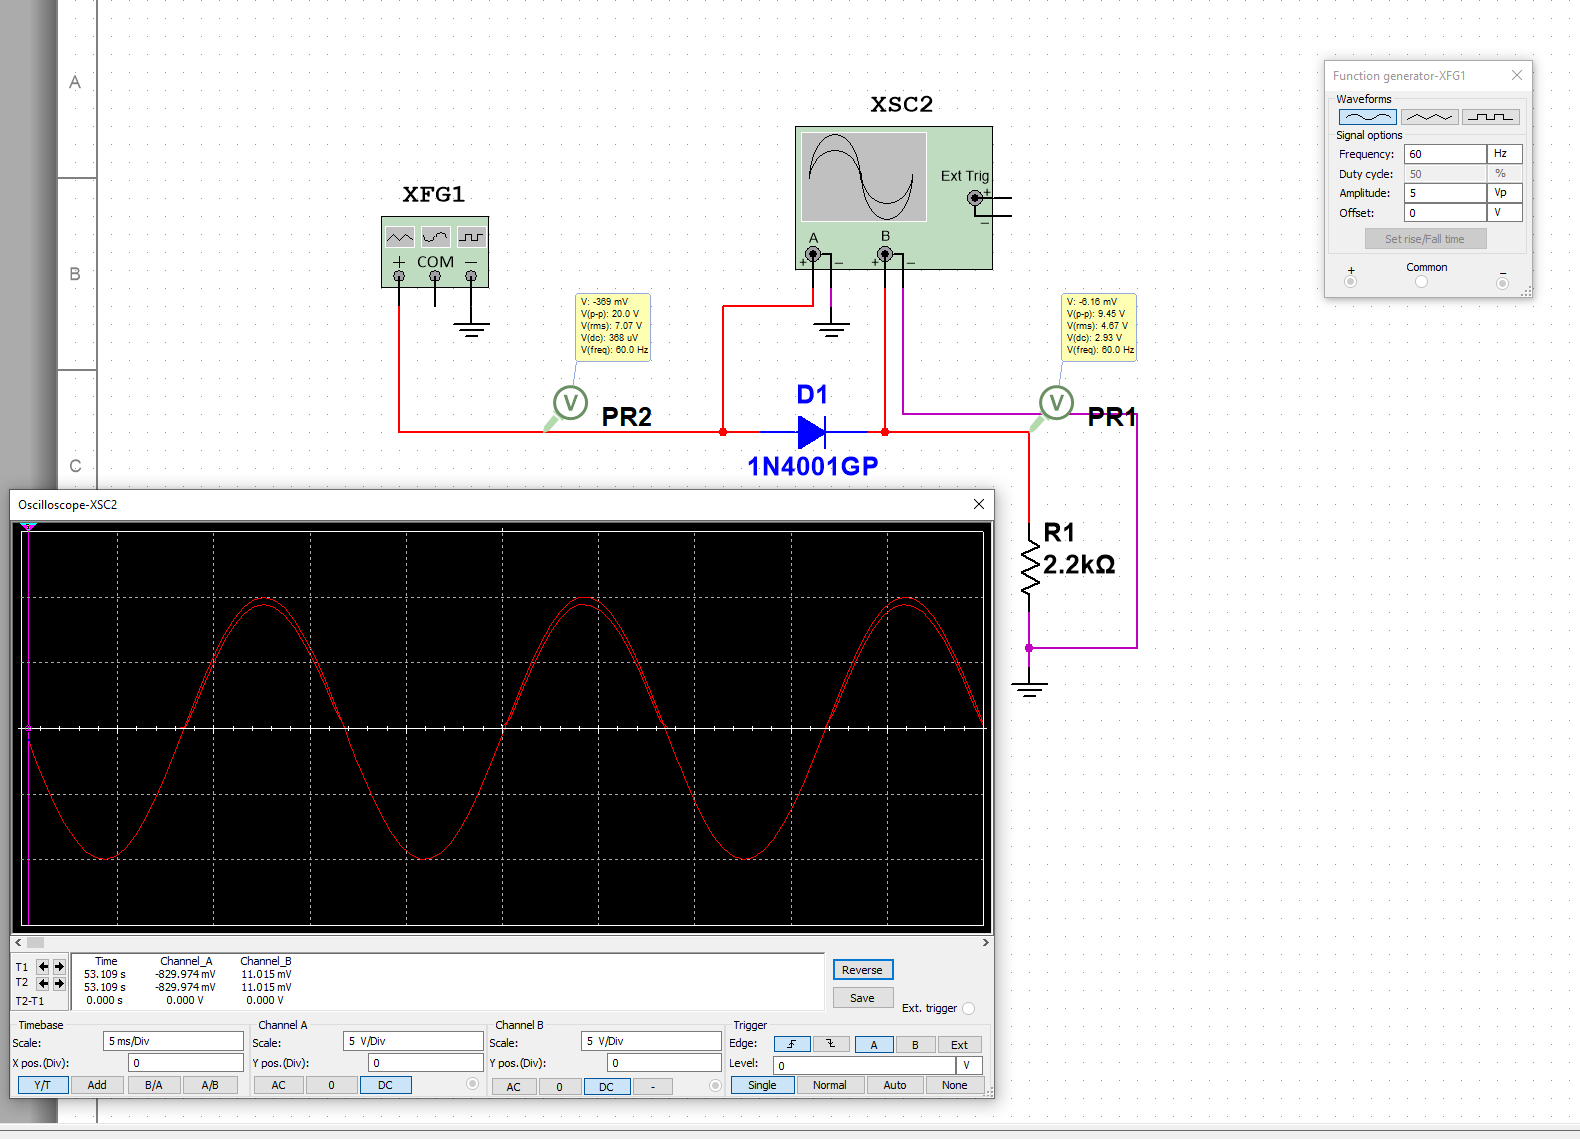 A
B
C
XSC2
Ext Trig
+
–
A
B
+
–
+
–
XFG1
+ COM –
V: -369 mV
V(p-p): 20.0 V
V(rms): 7.07 V
V(dc): 368 uV
V(freq): 60.0 Hz
V
PR2
D1
1N4001GP
V: -6.16 mV
V(p-p): 9.45 V
V(rms): 4.67 V
V(dc): 2.93 V
V(freq): 60.0 Hz
V
PR1
R1
2.2kΩ
Function generator-XFG1
Waveforms
Signal options
Frequency: 60 Hz
Duty cycle: 50 %
Amplitude: 5 Vp
Offset: 0 V
Set rise/Fall time
+ Common –
Oscilloscope-XSC2
Time Channel_A Channel_B
T1 53.109 s -829.974 mV 11.015 mV
T2 53.109 s -829.974 mV 11.015 mV
T2-T1 0.000 s 0.000 V 0.000 V
Reverse
Save
Ext. trigger
Timebase
Scale: 5 ms/Div
X pos.(Div): 0
Y/T Add B/A A/B
Channel A
Scale: 5 V/Div
Y pos.(Div): 0
AC 0 DC
Channel B
Scale: 5 V/Div
Y pos.(Div): 0
AC 0 DC -
Trigger
Edge: A B Ext
Level: 0 V
Single Normal Auto None